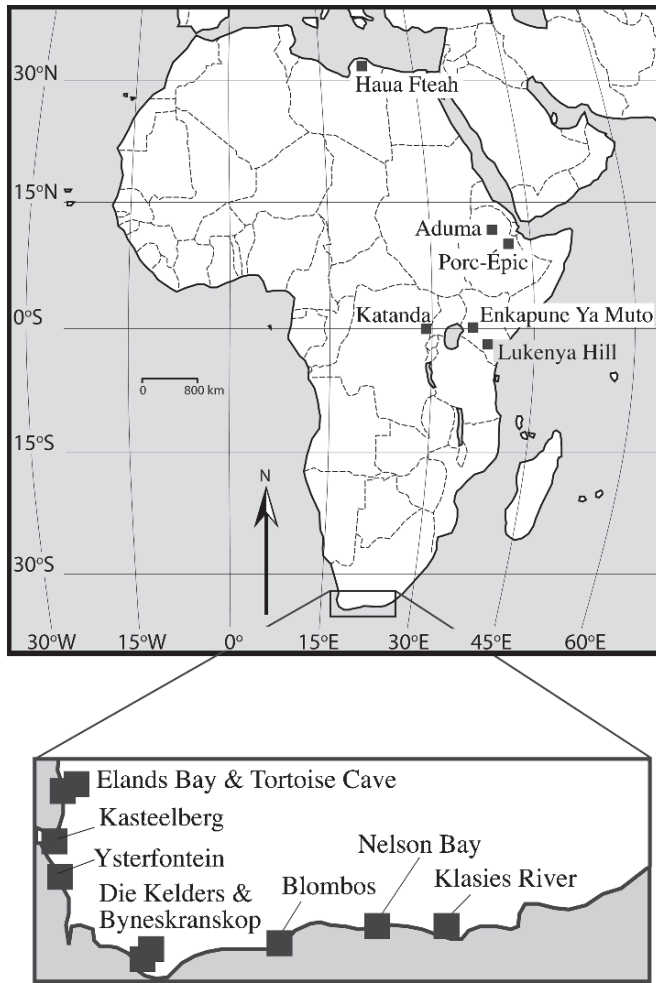 30°N
Haua Fteah
15°N
Aduma
Porc-Épic
0°S
Katanda
Enkapune Ya Muto
Lukenya Hill
0 800 km
15°S
N
30°S
30°W 15°W 0° 15°E 30°E 45°E 60°E
Elands Bay & Tortoise Cave
Kasteelberg
Ysterfontein
Nelson Bay
Die Kelders &
Byneskranskop
Blombos
Klasies River